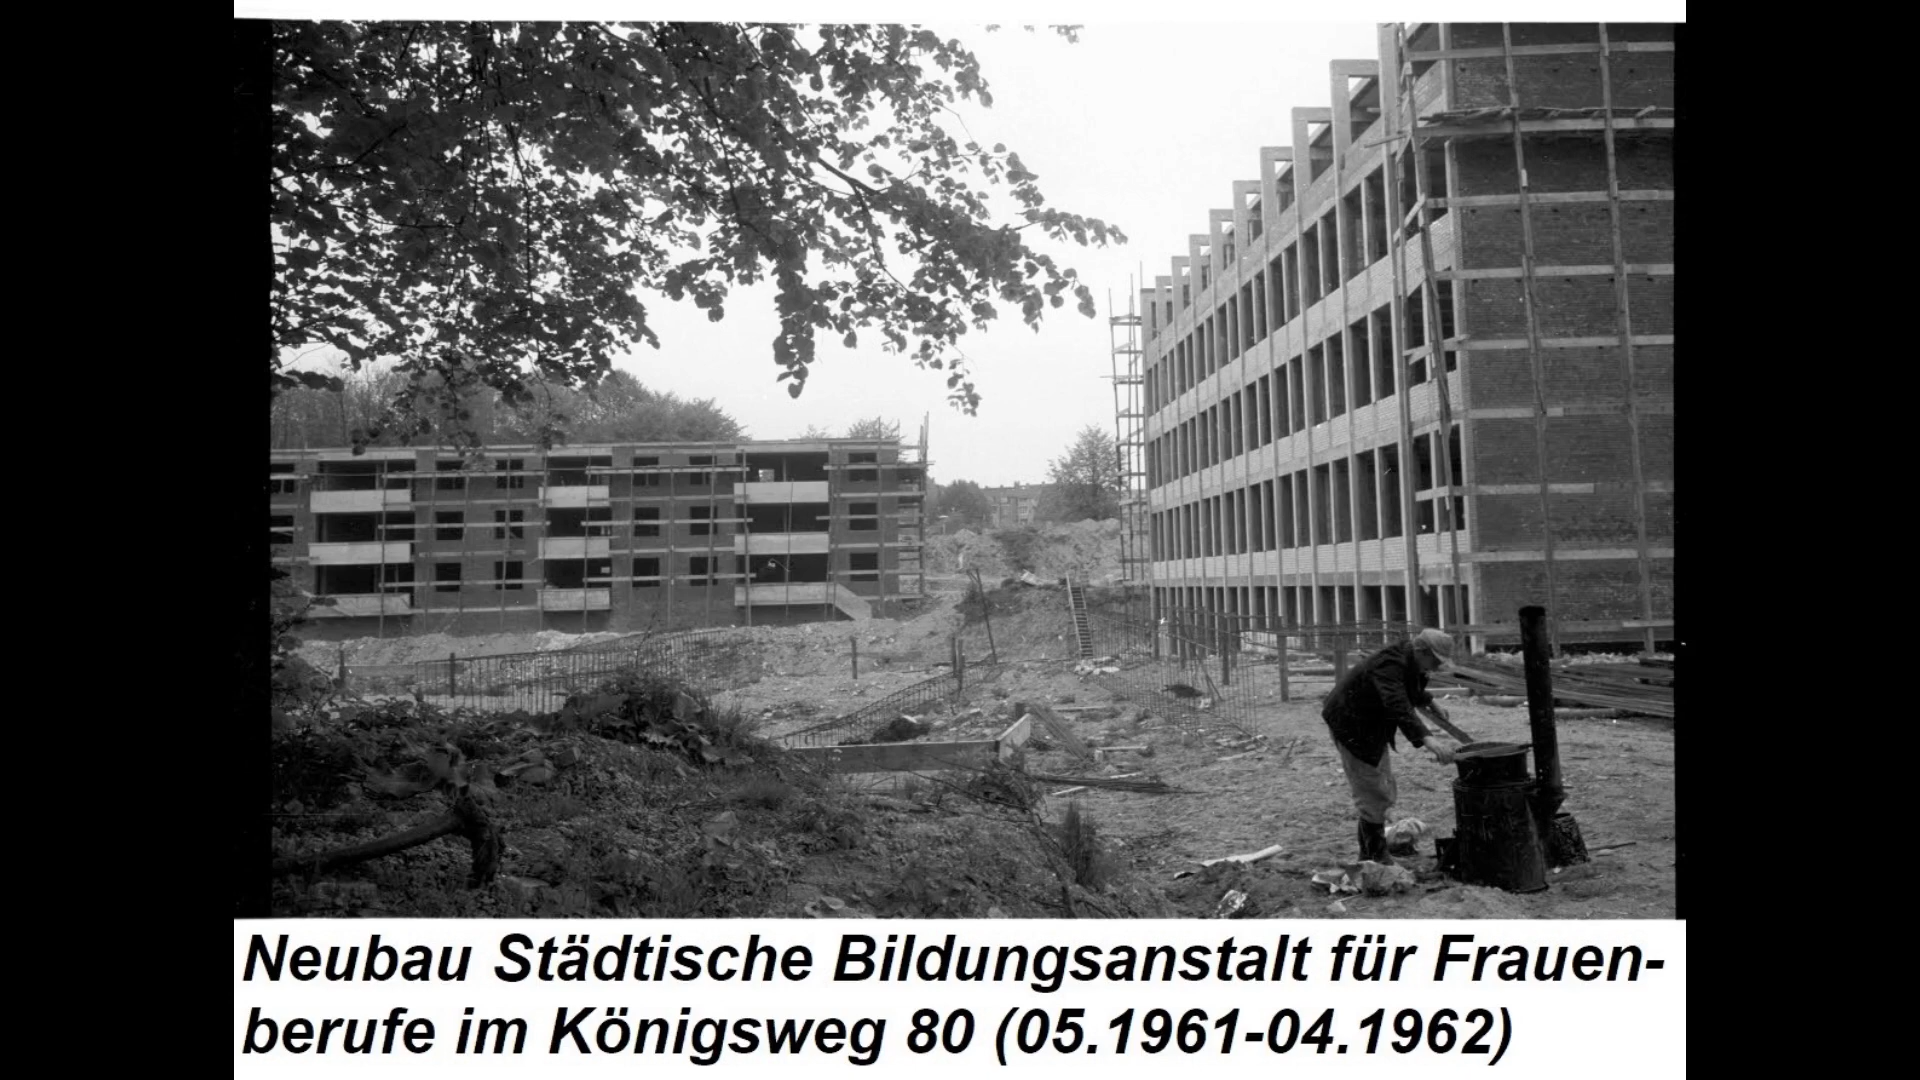 Neubau Städtische Bildungsanstalt für Frauen-
berufe im Königsweg 80 (05.1961-04.1962)